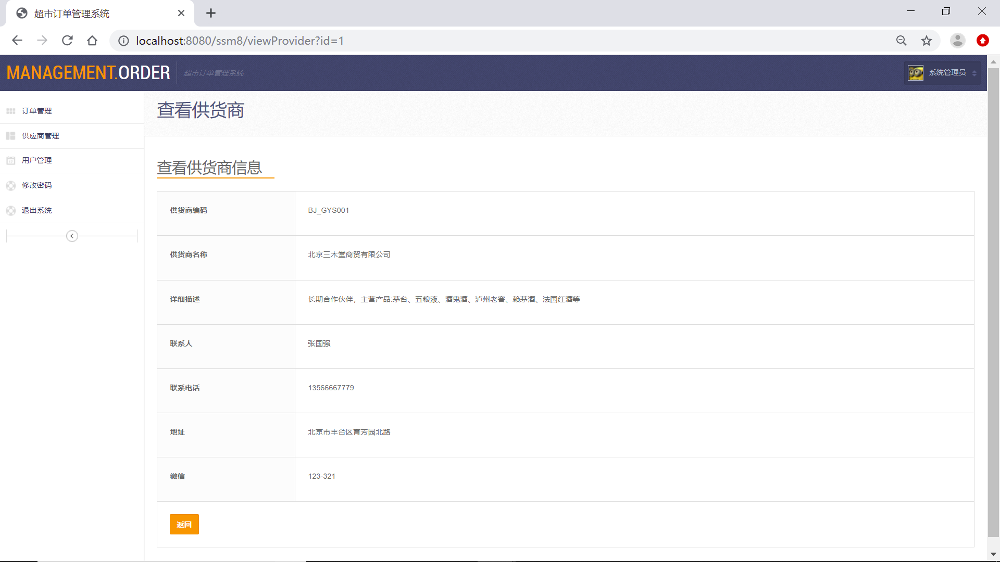 超市订单管理系统
localhost:8080/ssm8/viewProvider?id=1
MANAGEMENT.ORDER
超市订单管理系统
系统管理员
订单管理
供应商管理
用户管理
修改密码
退出系统
查看供货商
查看供货商信息
供货商编码 BJ_GYS001
供货商名称 北京三木堂商贸有限公司
详细描述 长期合作伙伴，主营产品:茅台、五粮液、酒鬼酒、泸州老窖、赖茅酒、法国红酒等
联系人 张国强
联系电话 13566667779
地址 北京市丰台区育芳园北路
微信 123-321
返回